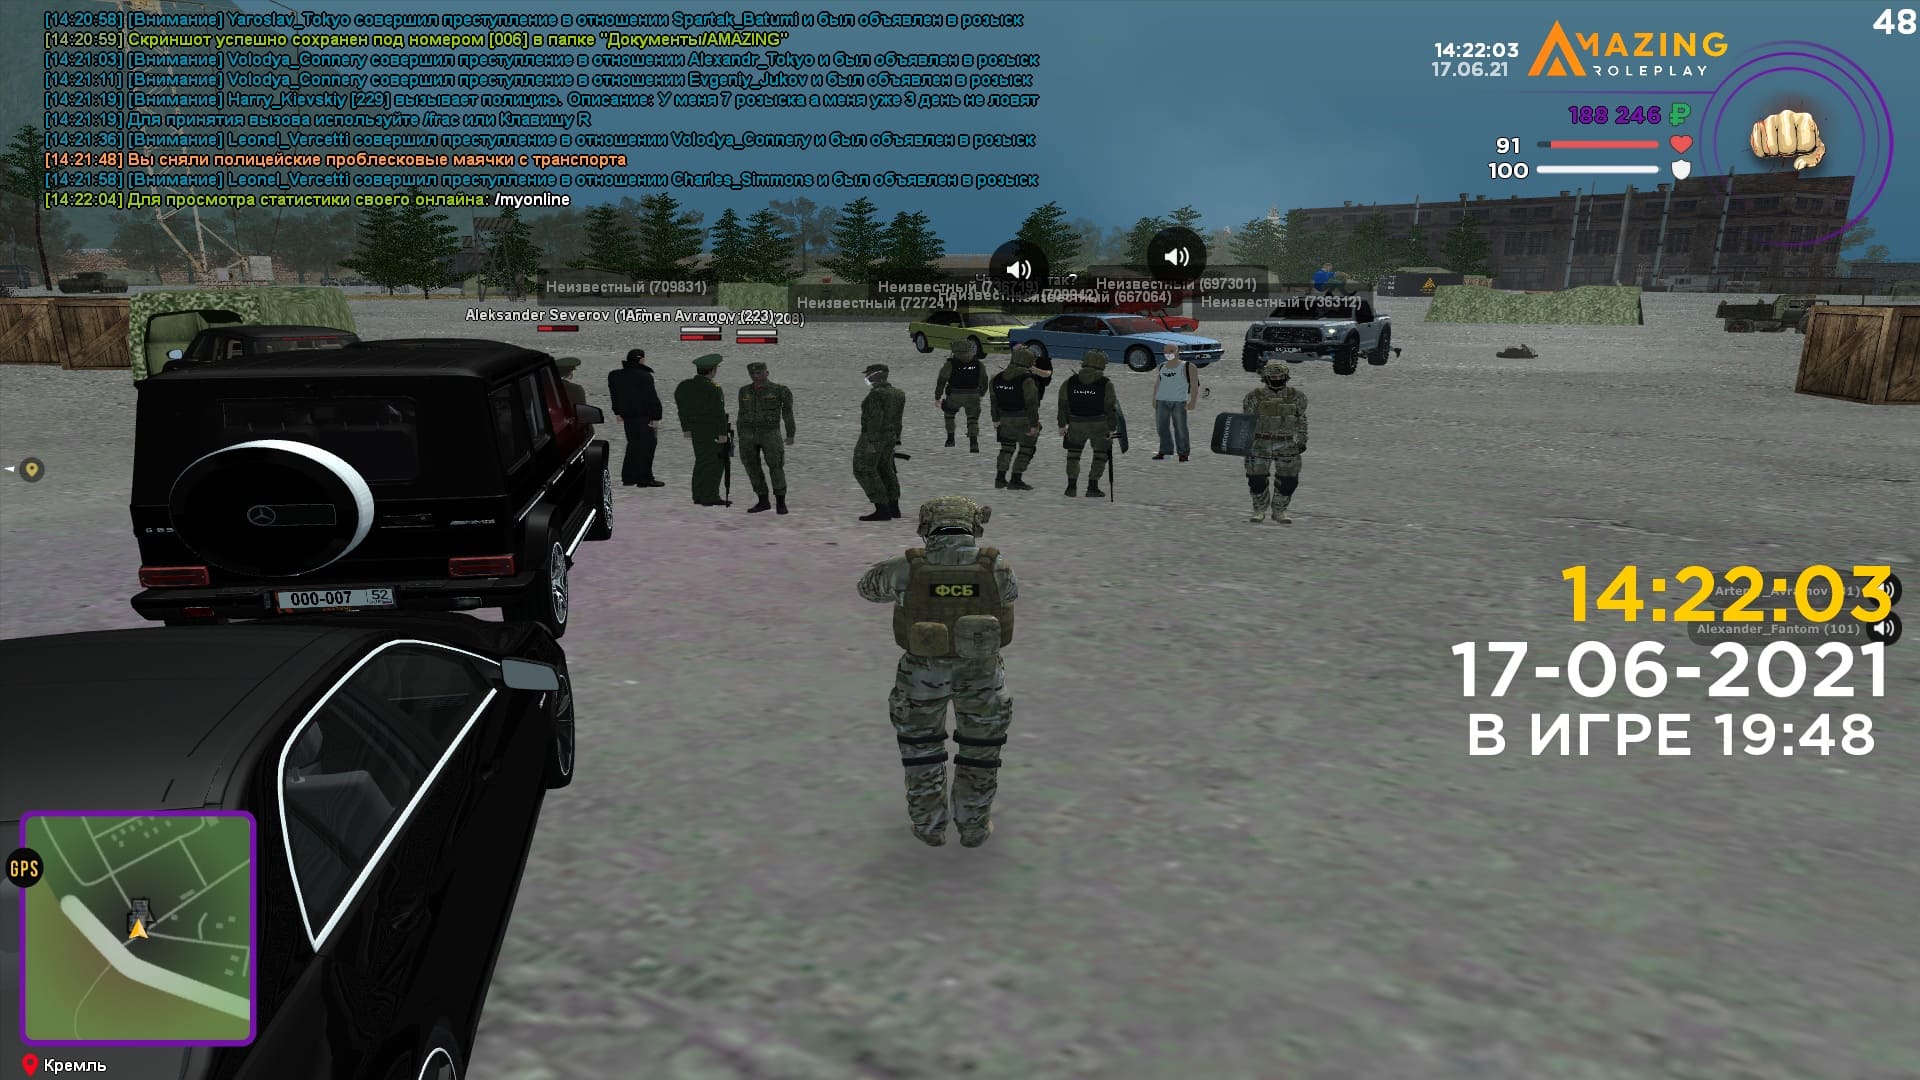 [14:20:58] [Внимание] Yaroslav_Tokyo совершил преступление в отношении Spartak_Batumi и был объявлен в розыск
[14:20:59] Скриншот успешно сохранен под номером [006] в папке "Документы/AMAZING"
[14:21:03] [Внимание] Volodya_Connery совершил преступление в отношении Alexandr_Tokyo и был объявлен в розыск
[14:21:11] [Внимание] Volodya_Connery совершил преступление в отношении Evgeniy_Jukov и был объявлен в розыск
[14:21:19] [Внимание] Harry_Kievskiy [229] вызывает полицию. Описание: У меня 7 розыска а меня уже 3 день не ловят
[14:21:19] Для принятия вызова используйте /frac или Клавишу R
[14:21:36] [Внимание] Leonel_Vercetti совершил преступление в отношении Volodya_Connery и был объявлен в розыск
[14:21:48] Вы сняли полицейские проблесковые маячки с транспорта
[14:21:58] [Внимание] Leonel_Vercetti совершил преступление в отношении Charles_Simmons и был объявлен в розыск
[14:22:04] Для просмотра статистики своего онлайна: /myonline
48
14:22:03
17.06.21
AMAZING
ROLEPLAY
188 246 ₽
91
100
Неизвестный (709831)
Неизвестный
так?
Неизвестный (697301)
Неизвестный (727241)
(667064)
Неизвестный (736312)
Aleksander Severov
Armen Avramov (223)
ФСБ
000-007 52
14:22:03
Alexander_Fantom (101)
17-06-2021
В ИГРЕ 19:48
GPS
Кремль